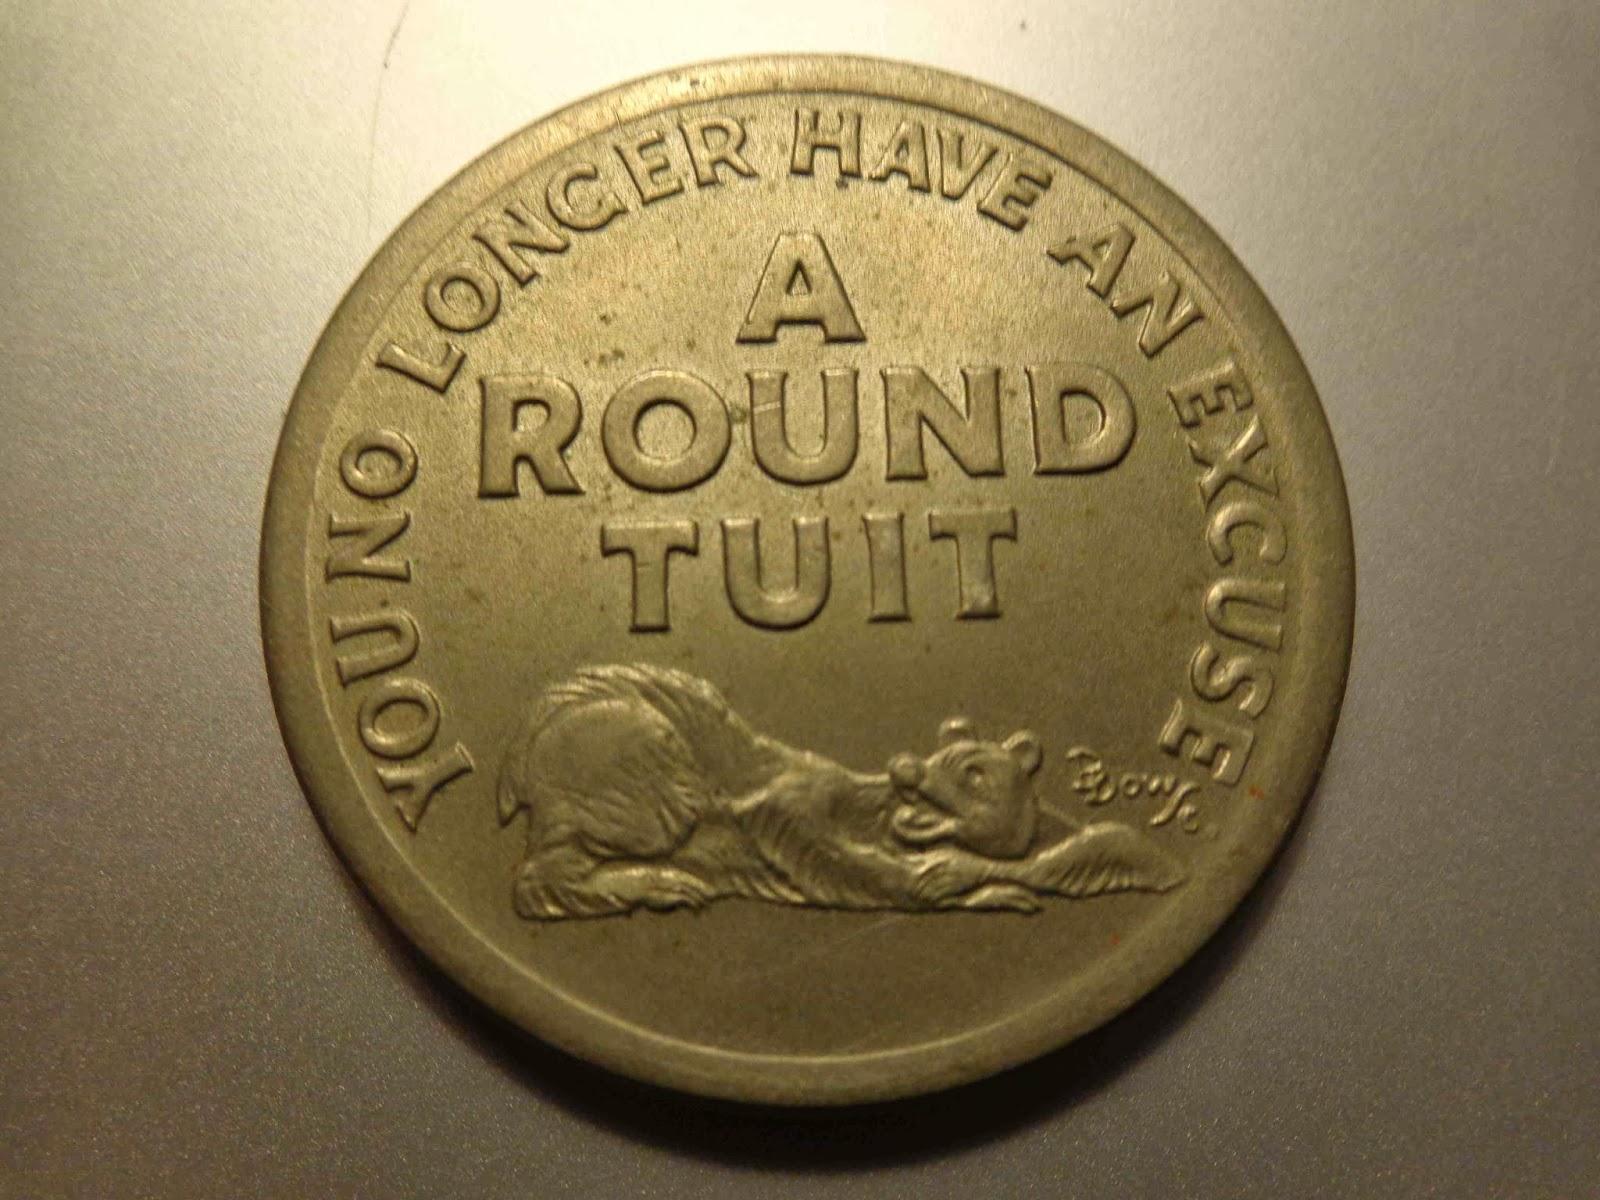 YOU NO LONGER HAVE AN EXCUSE
A
ROUND
TUIT